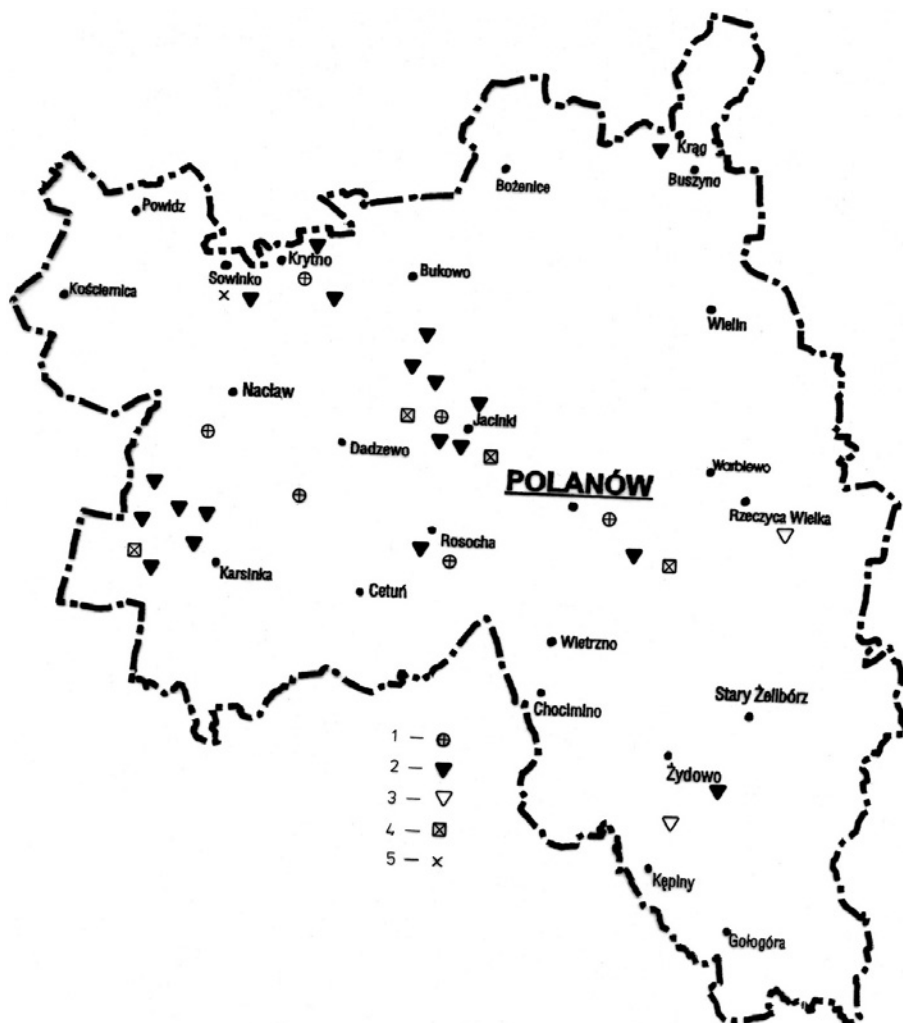 Krąg
Buszyno
Bożenice
Powidz
Krytno
Sowinko
Bukowo
Kościernica
Wielin
Nacław
Jacinki
Dadzewo
Warblewo
POLANÓW
Rzeczyca Wielka
Rosocha
Karsinka
Cetuń
Wietrzno
Stary Żelibórz
Chocimino
1 –
2 –
Żydowo
3 –
4 –
5 –
Kępiny
Gołogóra